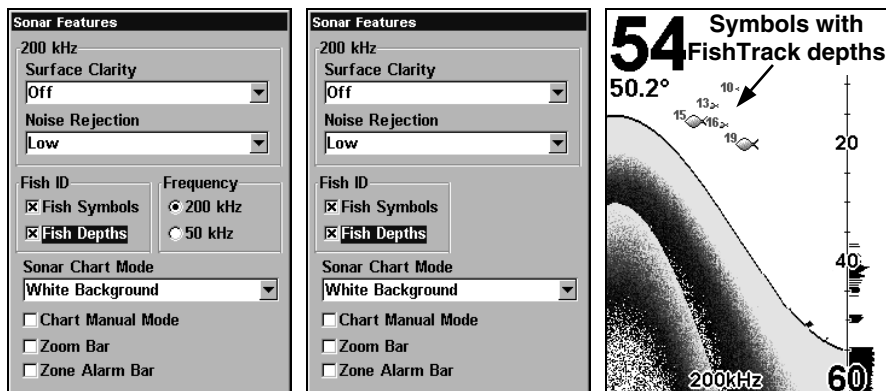 Sonar Features
200 kHz
Surface Clarity
Off
Noise Rejection
Low
Fish ID
Fish Symbols
Fish Depths
Frequency
200 kHz
50 kHz
Sonar Chart Mode
White Background
Chart Manual Mode
Zoom Bar
Zone Alarm Bar
Sonar Features
200 kHz
Surface Clarity
Off
Noise Rejection
Low
Fish ID
Fish Symbols
Fish Depths
Sonar Chart Mode
White Background
Chart Manual Mode
Zoom Bar
Zone Alarm Bar
54
Symbols with
FishTrack depths
50.2°
10
13
15
16
19
20
40
60
200kHz